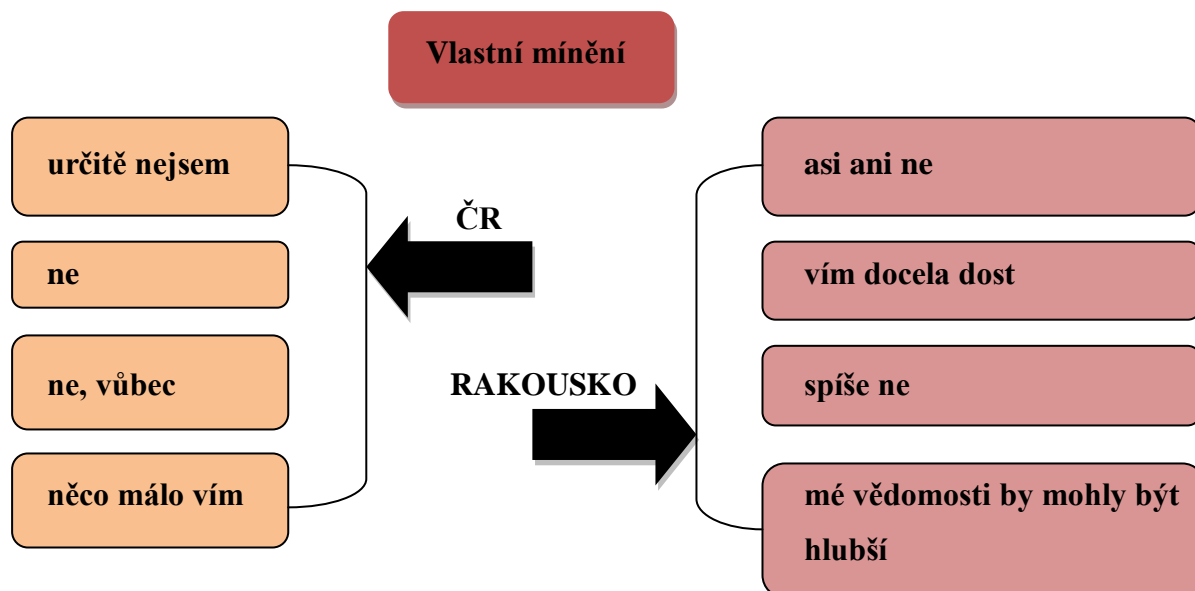 Vlastní mínění
určitě nejsem
ne
ne, vůbec
něco málo vím
ČR
RAKOUSKO
asi ani ne
vím docela dost
spíše ne
mé vědomosti by mohly být
hlubší